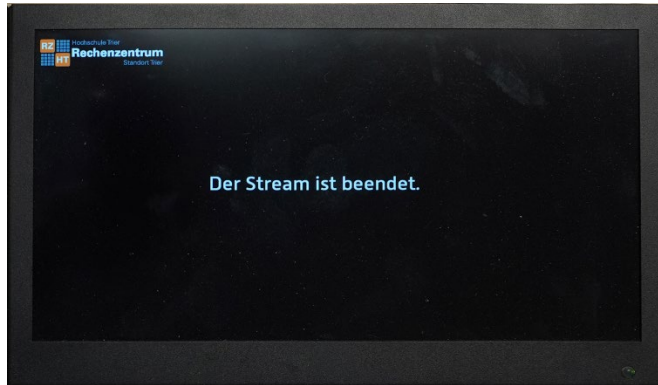 RZ
HT
Hochschule Trier
Rechenzentrum
Standort Trier
Der Stream ist beendet.